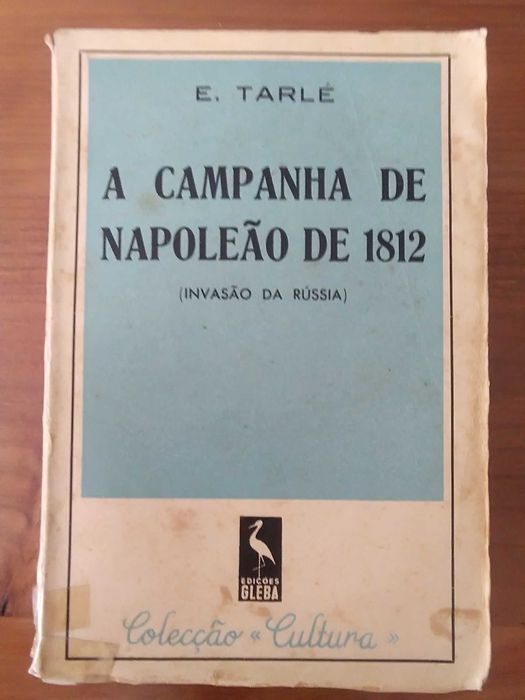 E. TARLÉ
A CAMPANHA DE
NAPOLEÃO DE 1812
(INVASÃO DA RÚSSIA)
EDIÇÕES
GLEBA
Colecção « Cultura »